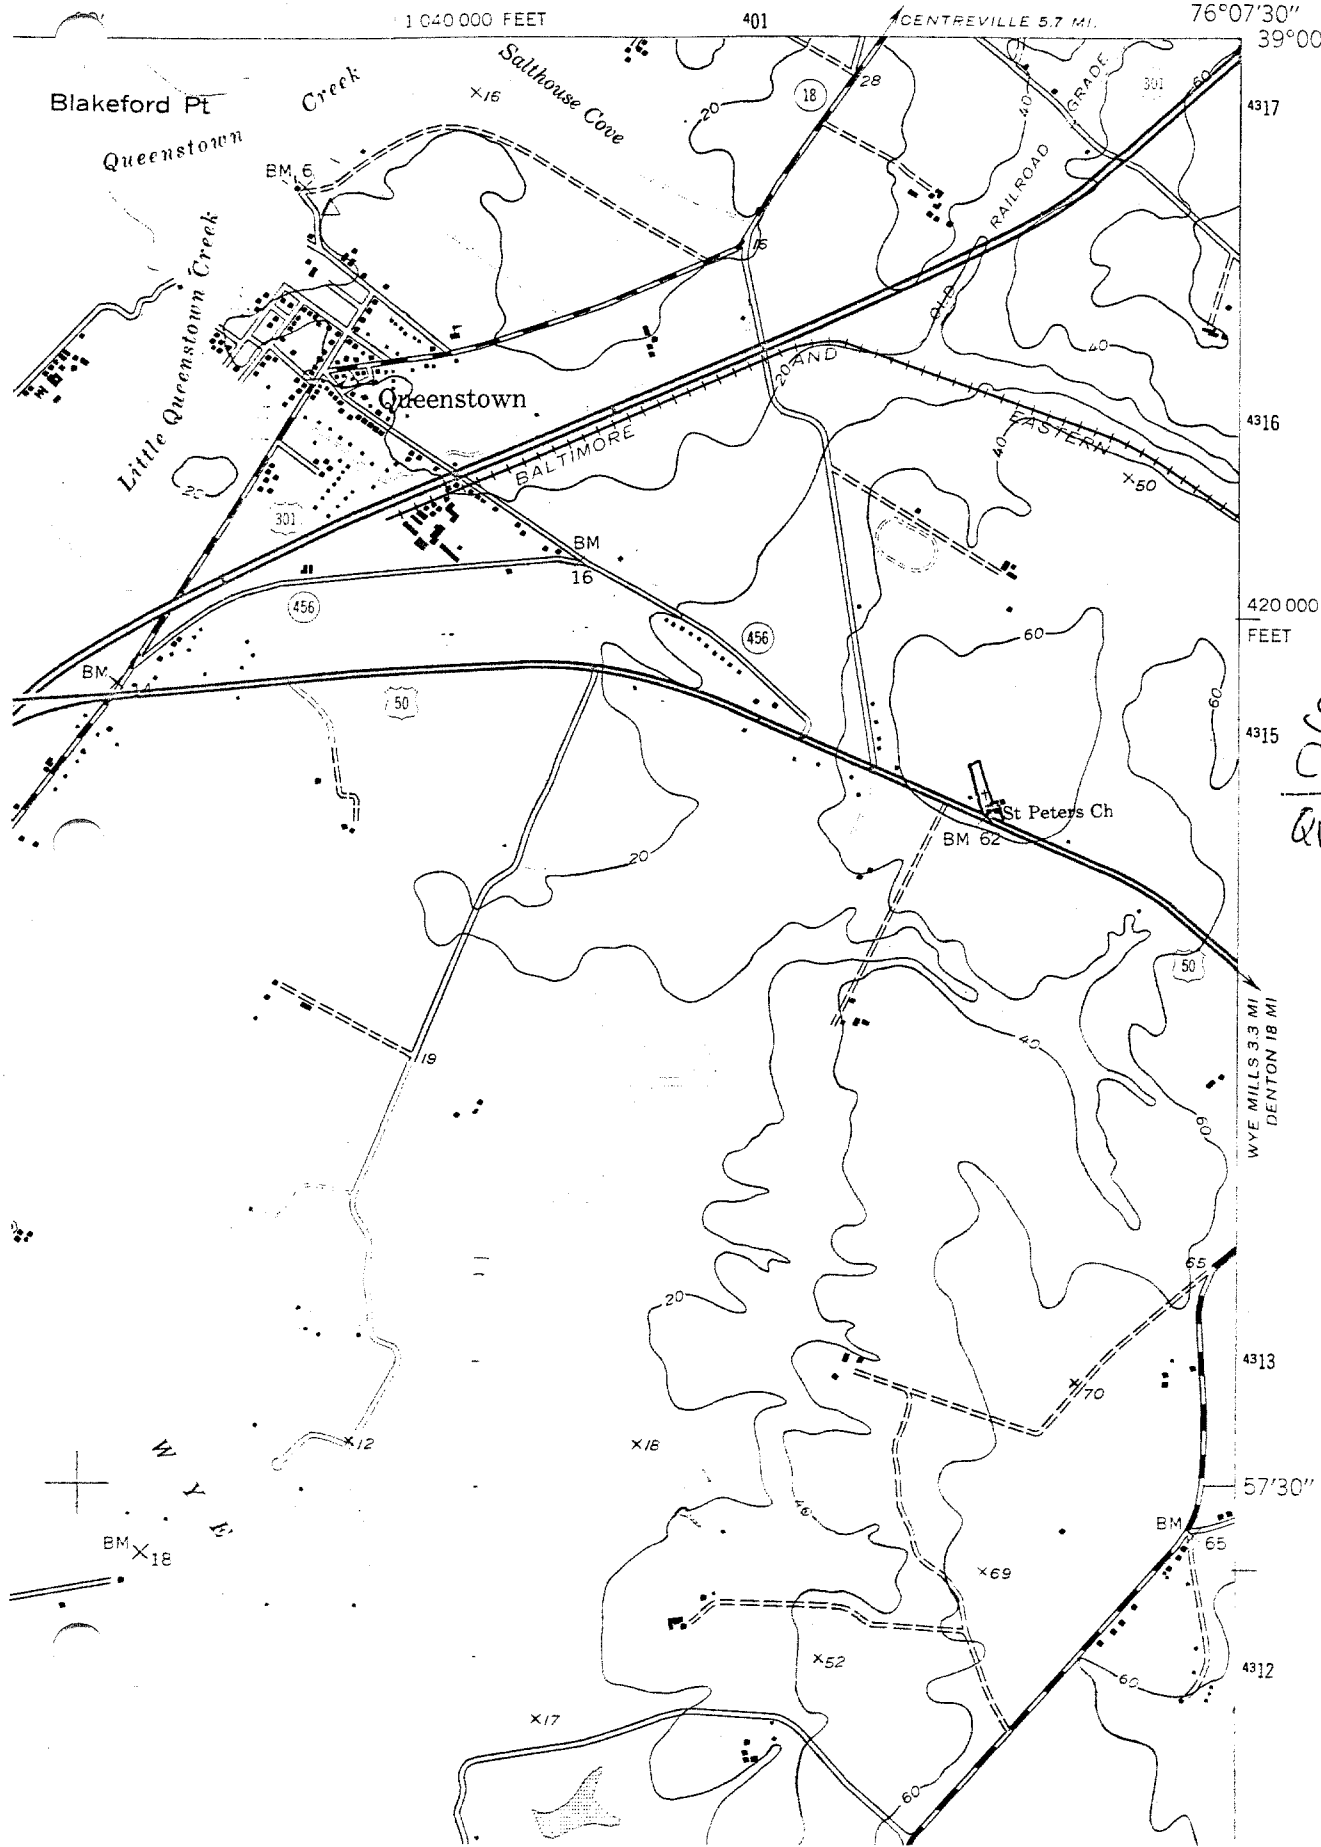 1 040 000 FEET
401
CENTREVILLE 5.7 MI.
76°07'30"
39°00'
Blakeford Pt
Queenstown
Creek
Salthouse Cove
×16
20
18
28
40
GRADE
301
60
4317
BM 6
RAILROAD
OLD
15
Little Queenstown Creek
Queenstown
20
AND
40
BALTIMORE
EASTERN
40
4316
×50
20
301
BM
16
456
456
60
420 000
FEET
BM
14
50
60
4315
St Peters Ch
BM 62
20
50
WYE MILLS 3.3 MI
DENTON 18 MI
19
40
60
65
20
4313
70
×12
×18
W Y E
57'30"
40
BM
65
BM ×18
×69
×52
4312
60
×17
60